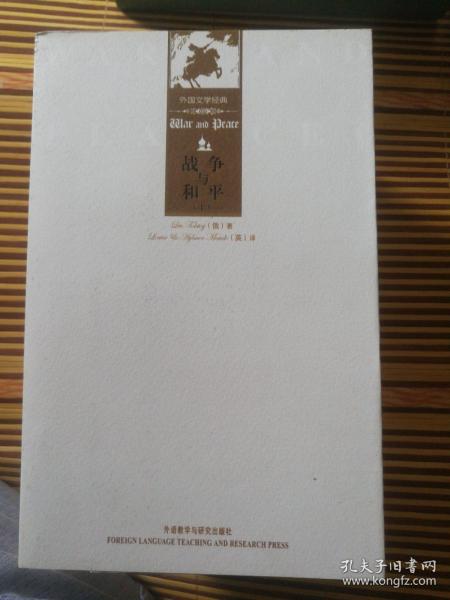 外国文学经典
War and Peace
战争
与
和平
Leo Tolstoy（俄）著
Louise & Aylmer Maude（英）译
外语教学与研究出版社
FOREIGN LANGUAGE TEACHING AND RESEARCH PRESS
孔夫子旧书网
www.kongfz.com